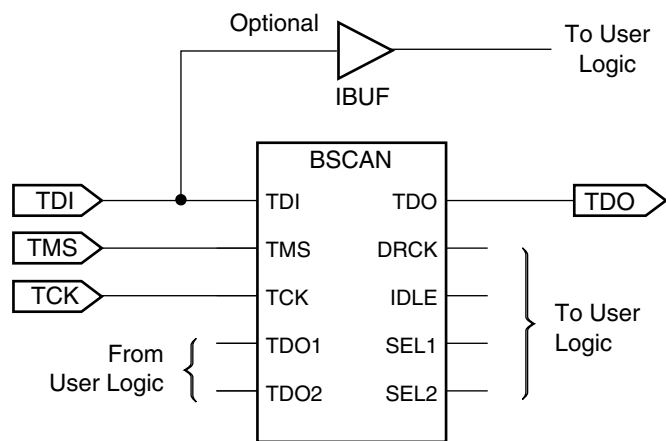 Optional
To User
Logic
IBUF
BSCAN
TDI TDI TDO TDO
TMS TMS DRCK
TCK TCK IDLE
From
User Logic
TDO1 SEL1
TDO2 SEL2
To User
Logic